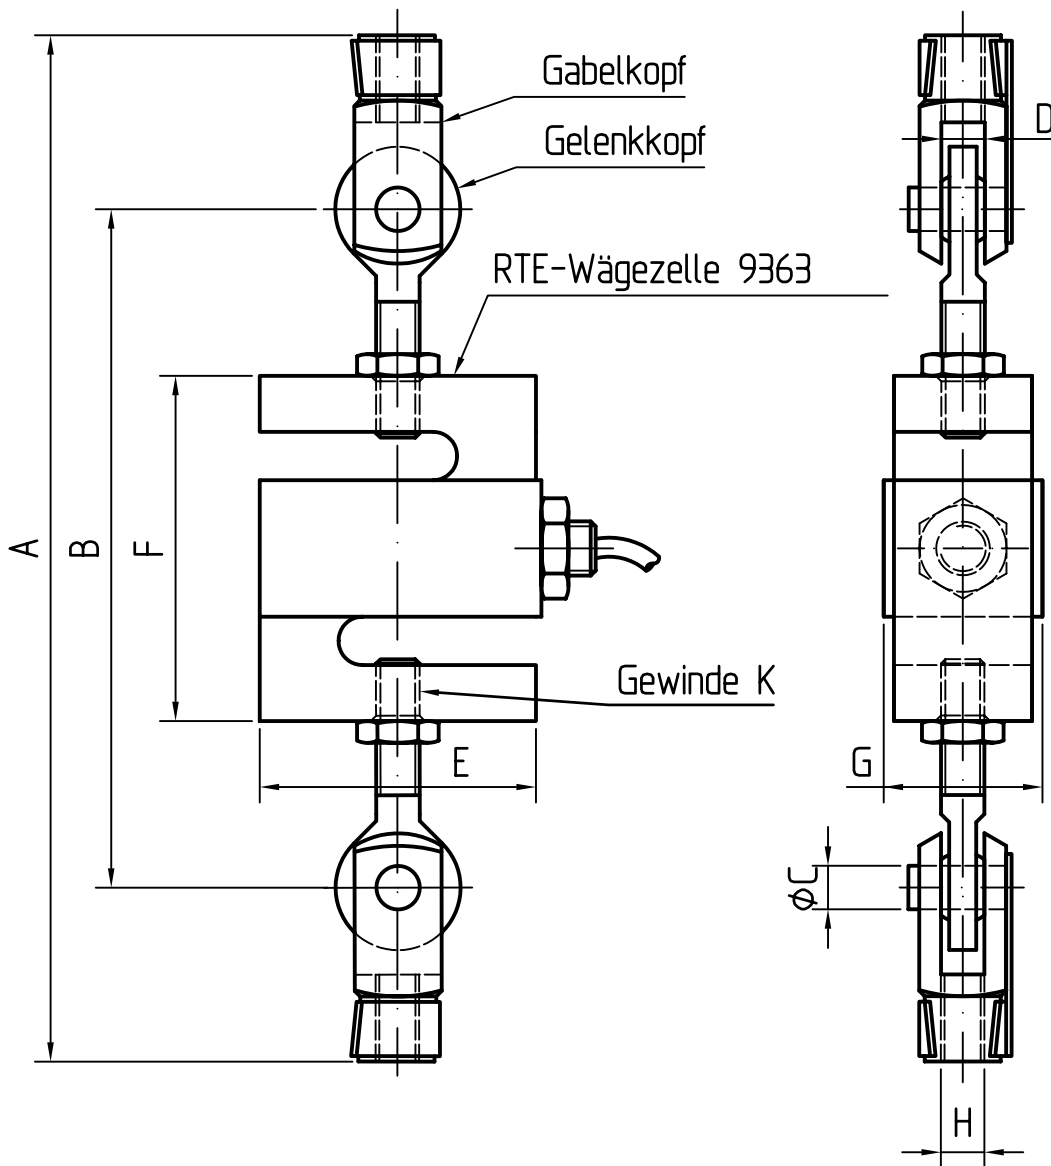 Gabelkopf
D
Gelenkkopf
RTE-Wägezelle 9363
A
B
F
Gewinde K
E
G
ϕC
H